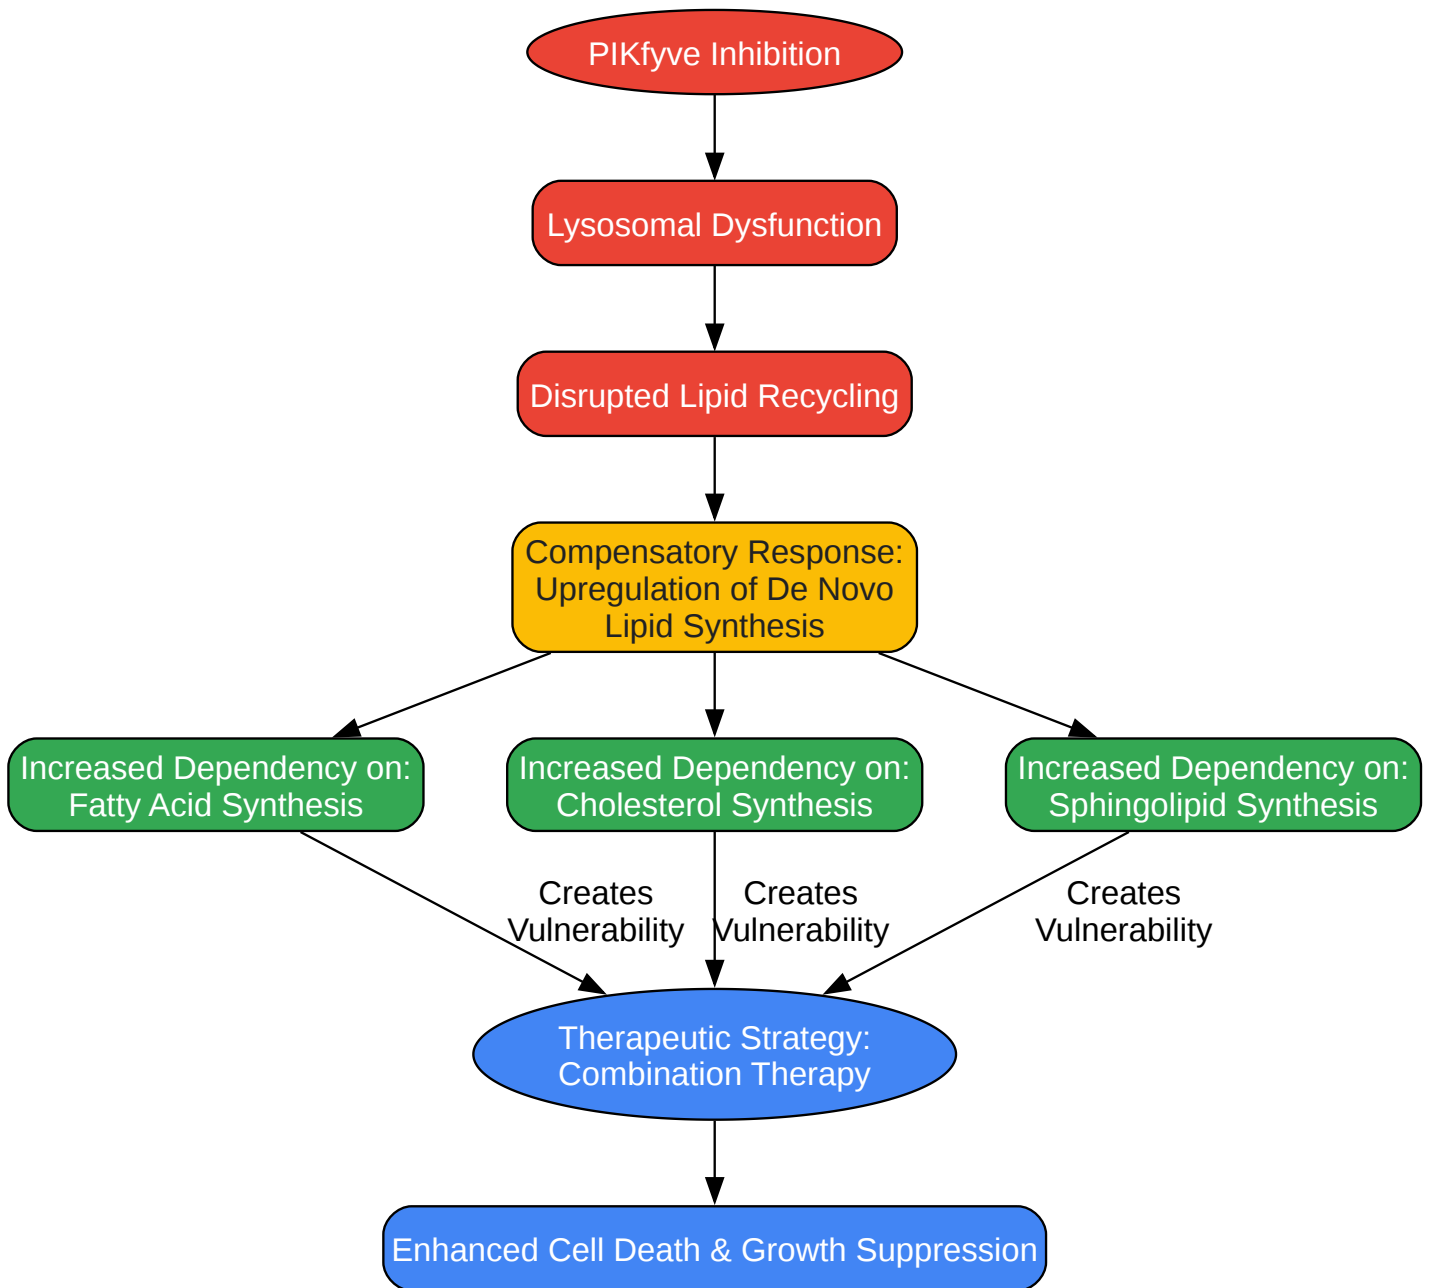 PIKfyve Inhibition
Lysosomal Dysfunction
Disrupted Lipid Recycling
Compensatory Response:
Upregulation of De Novo
Lipid Synthesis
Increased Dependency on:
Fatty Acid Synthesis
Increased Dependency on:
Cholesterol Synthesis
Increased Dependency on:
Sphingolipid Synthesis
Creates
Vulnerability
Creates
Vulnerability
Creates
Vulnerability
Therapeutic Strategy:
Combination Therapy
Enhanced Cell Death & Growth Suppression